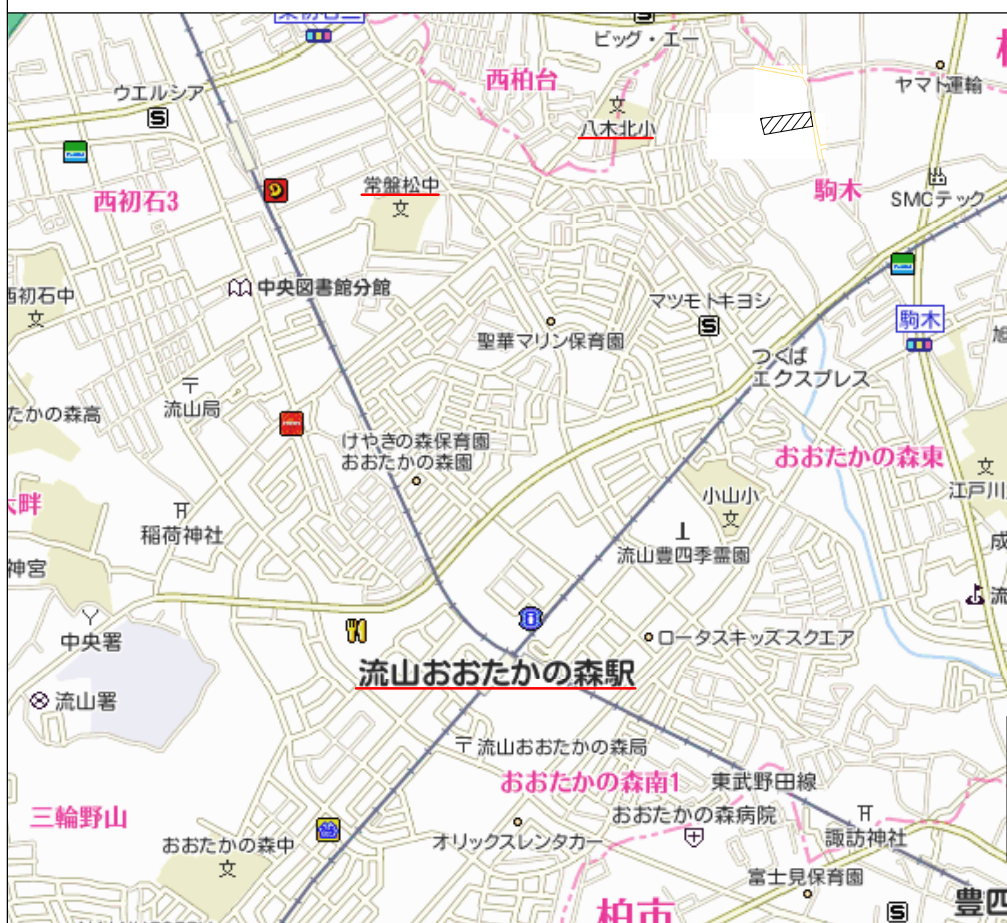 東初石三
ビッグ・エー
西柏台
ヤマト運輸
ウエルシア
八木北小
常盤松中
西初石3
駒木
SMCテック
中央図書館分館
西初石中
マツモトキヨシ
駒木
聖華マリン保育園
旭
つくば
エクスプレス
流山局
たかの森高
けやきの森保育園
おおたかの森園
おおたかの森東
小山小
江戸川
大畔
稲荷神社
流山豊四季霊園
成
神宮
流
中央署
ロータスキッズスクエア
流山おおたかの森駅
流山署
流山おおたかの森局
おおたかの森南1
東武野田線
三輪野山
おおたかの森病院
おおたかの森中
オリックスレンタカー
諏訪神社
富士見保育園
柏市
豊四